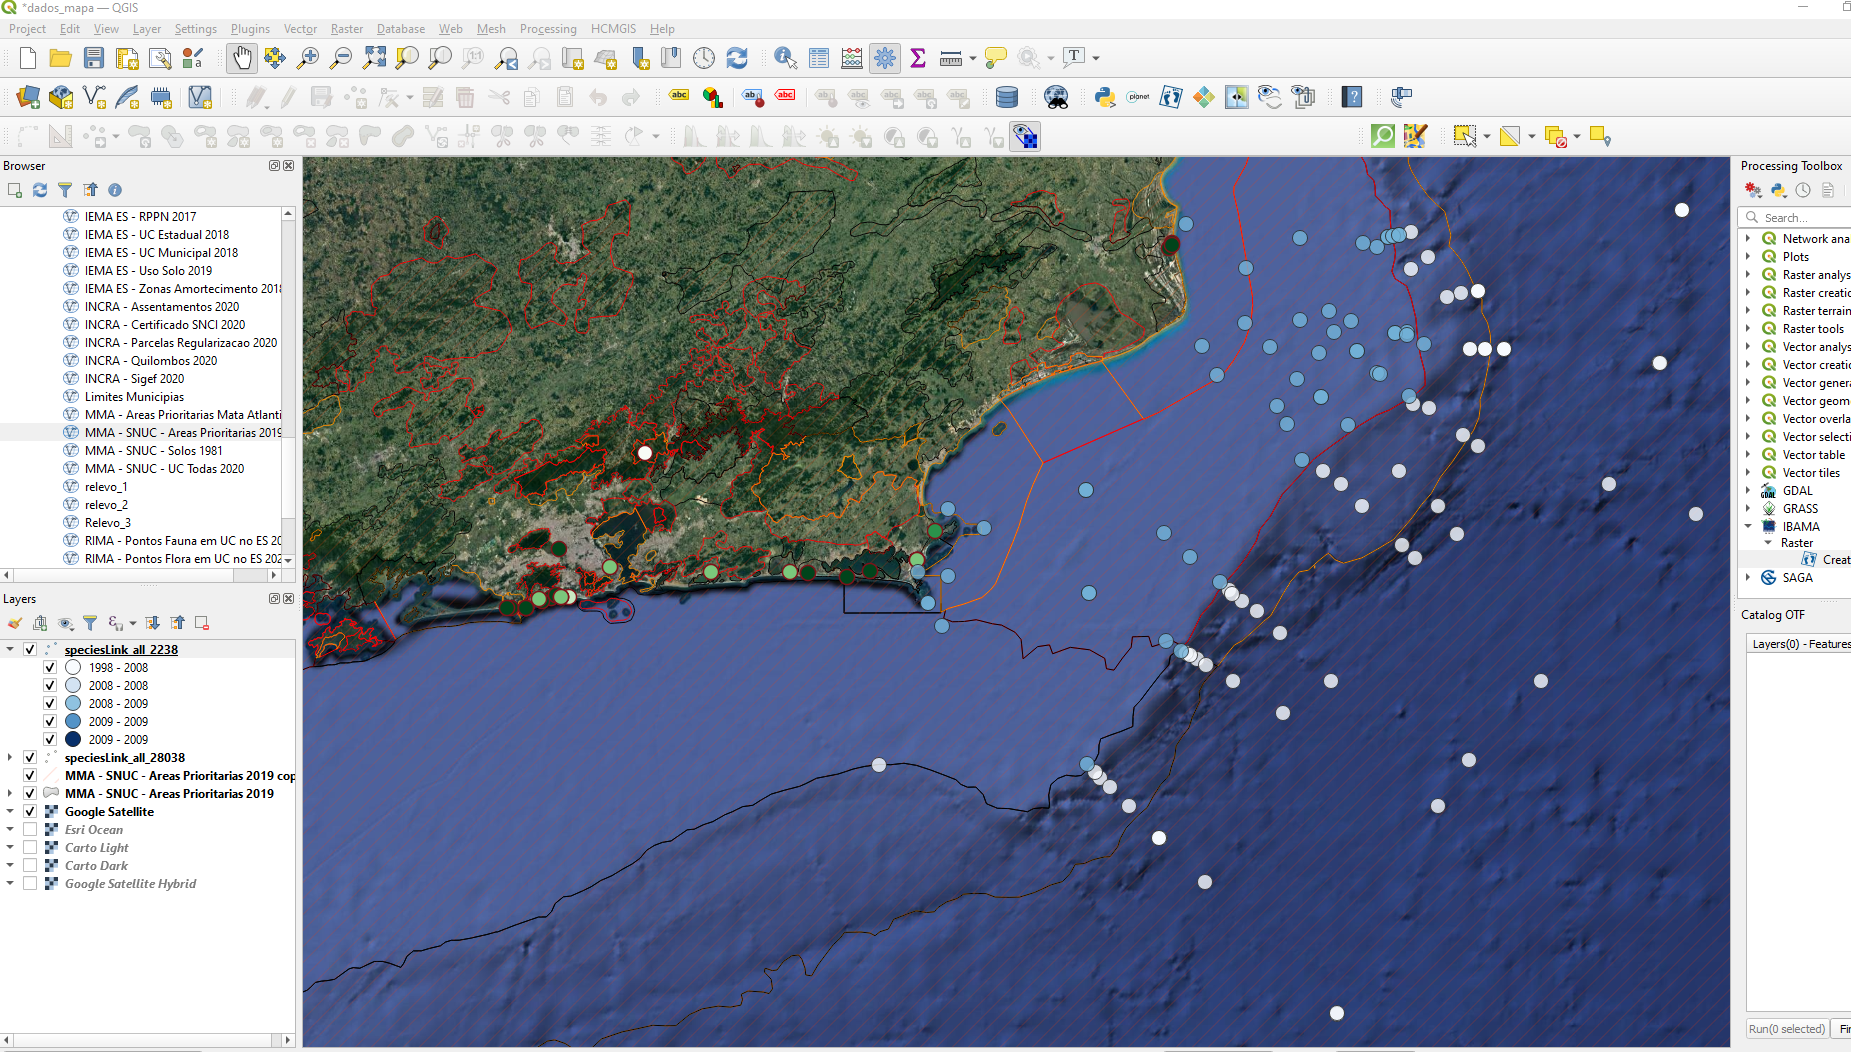 *dados_mapa — QGIS
Project Edit View Layer Settings Plugins Vector Raster Database Web Mesh Processing HCMGIS Help
Browser
IEMA ES - RPPN 2017
IEMA ES - UC Estadual 2018
IEMA ES - UC Municipal 2018
IEMA ES - Uso Solo 2019
IEMA ES - Zonas Amortecimento 2018
INCRA - Assentamentos 2020
INCRA - Certificado SNCI 2020
INCRA - Parcelas Regularizacao 2020
INCRA - Quilombos 2020
INCRA - Sigef 2020
Limites Municipias
MMA - Areas Prioritarias Mata Atlanti
MMA - SNUC - Areas Prioritarias 2019
MMA - SNUC - Solos 1981
MMA - SNUC - UC Todas 2020
relevo_1
relevo_2
Relevo_3
RIMA - Pontos Fauna em UC no ES 20
RIMA - Pontos Flora em UC no ES 202
Layers
speciesLink_all_2238
1998 - 2008
2008 - 2008
2008 - 2009
2009 - 2009
2009 - 2009
speciesLink_all_28038
MMA - SNUC - Areas Prioritarias 2019 cop
MMA - SNUC - Areas Prioritarias 2019
Google Satellite
Esri Ocean
Carto Light
Carto Dark
Google Satellite Hybrid
Processing Toolbox
Search...
Network ana
Plots
Raster analys
Raster creatic
Raster terrain
Raster tools
Vector analys
Vector creatic
Vector genera
Vector geom
Vector overla
Vector selecti
Vector table
Vector tiles
GDAL
GRASS
IBAMA
Raster
Creat
SAGA
Catalog OTF
Layers(0) - Features
Run(0 selected) Fi